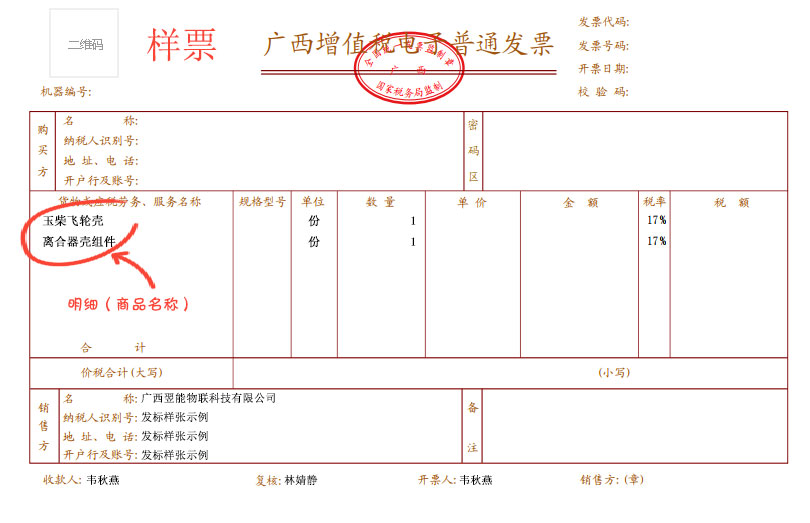 二维码
样票
广西增值税电子普通发票
全国统一发票监制章
广 西
国家税务局监制
发票代码:
发票号码:
开票日期:
校 验 码:
机器编号:
购买方
名 称:
纳税人识别号:
地 址、电 话:
开户行及账号:
密码区
货物或应税劳务、服务名称 规格型号 单位 数 量 单 价 金 额 税率 税 额
玉柴飞轮壳 份 1 17%
离合器壳组件 份 1 17%
明细(商品名称)
合 计
价税合计(大写) (小写)
销售方
名 称: 广西翌能物联科技有限公司
纳税人识别号: 发标样张示例
地 址、电 话: 发标样张示例
开户行及账号: 发标样张示例
备注
收款人: 韦秋燕 复核: 林婧静 开票人: 韦秋燕 销售方: (章)